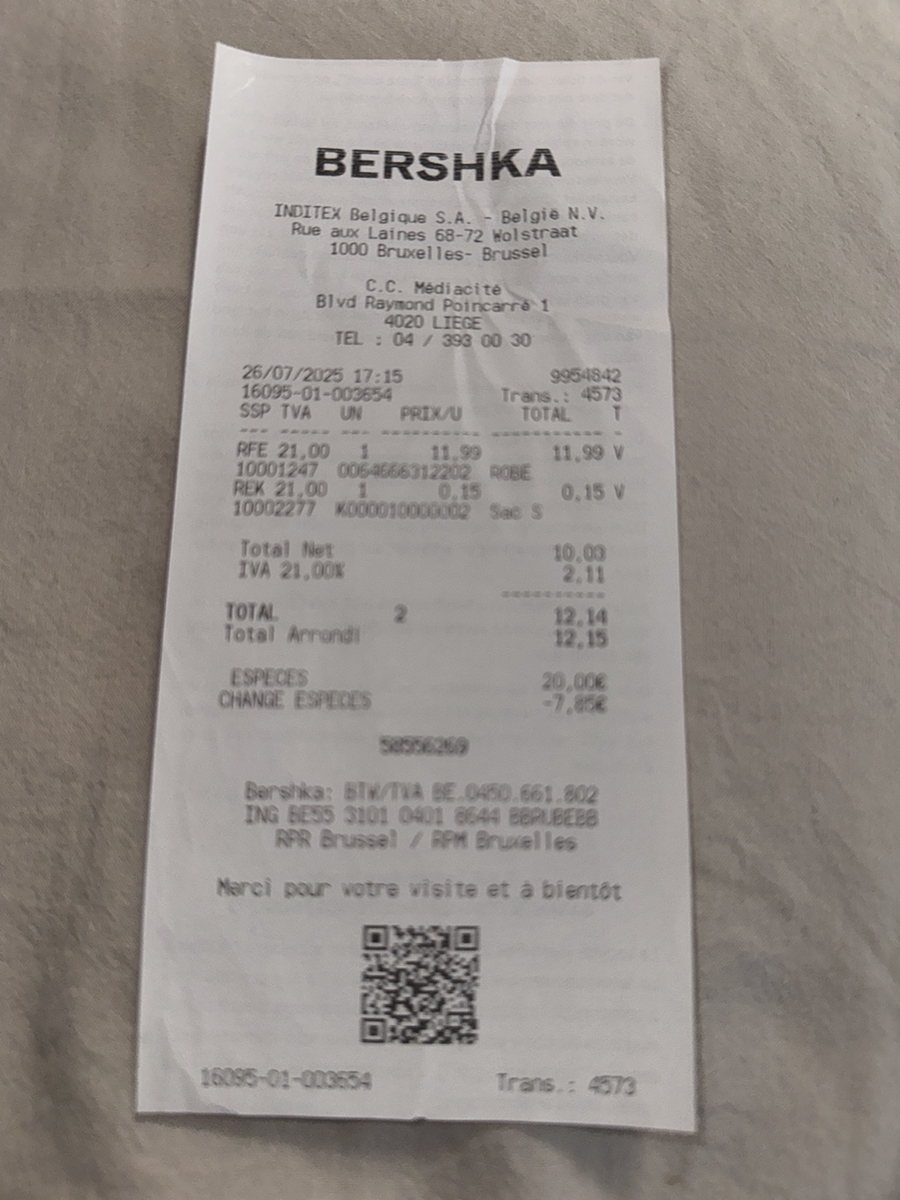 BERSHKA
INDITEX Belgique S.A. - België N.V.
Rue aux Laines 68-72 Wolstraat
1000 Bruxelles- Brussel
C.C. Médiacité
Blvd Raymond Poincarré 1
4020 LIEGE
TEL : 04 / 393 00 30
26/07/2025 17:15 9954842
16095-01-003654 Trans.: 4573
SSP TVA UN PRIX/U TOTAL T
--- ----- --- ---------- ----------- --
RFE 21,00 1 11,99 11,99 V
10001247 0064666312202 ROBE
REK 21,00 1 0,15 0,15 V
10002277 K000010000002 Sac S
Total Net 10,03
IVA 21,00% 2,11
-----------
TOTAL 2 12,14
Total Arrondi 12,15
ESPECES 20,00€
CHANGE ESPECES -7,85€
58556269
Bershka: BTW/TVA BE.0450.661.802
ING BE55 3101 0401 8644 BBRUBEBB
RPR Brussel / RPM Bruxelles
Merci pour votre visite et à bientôt
16095-01-003654 Trans.: 4573